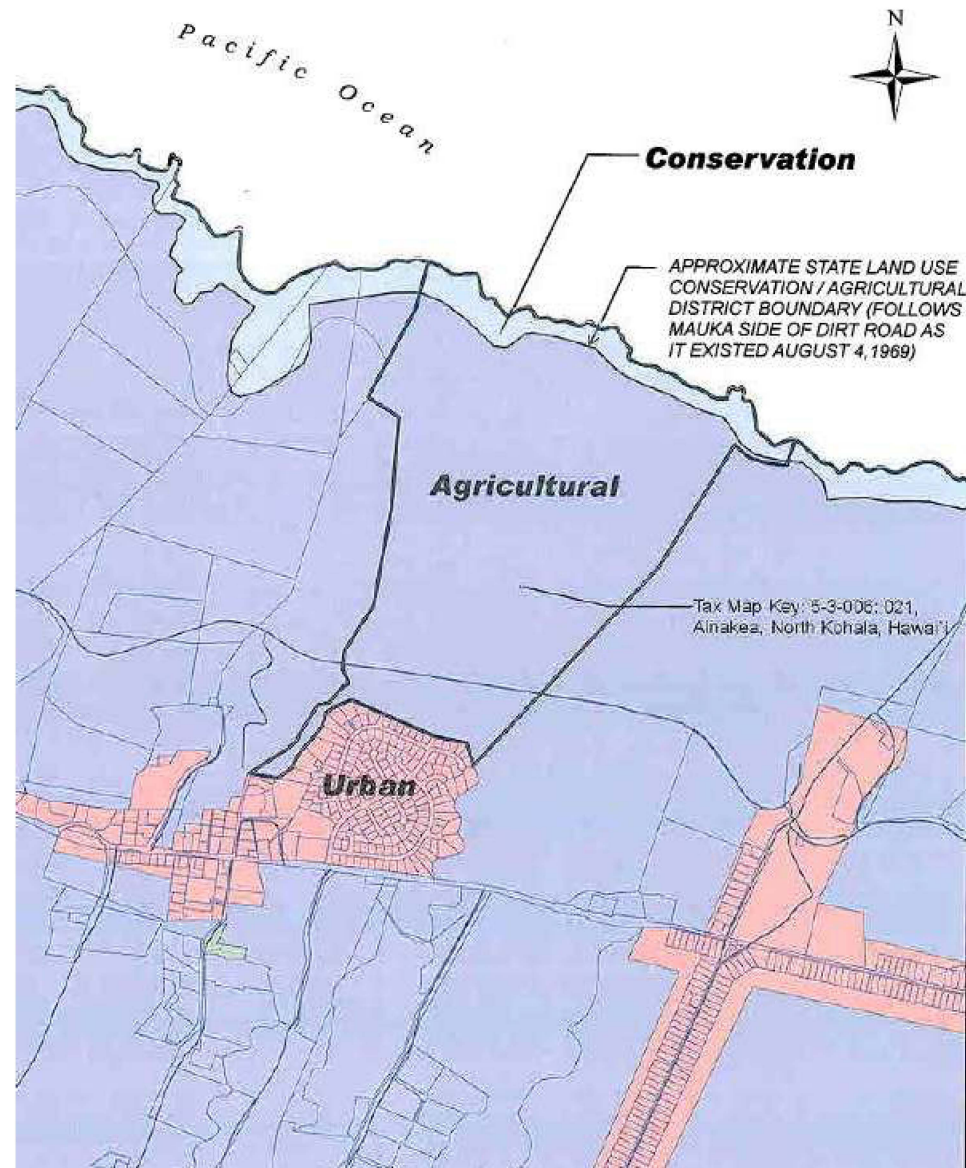 N
Pacific Ocean
Conservation
APPROXIMATE STATE LAND USE
CONSERVATION / AGRICULTURAL
DISTRICT BOUNDARY (FOLLOWS
MAUKA SIDE OF DIRT ROAD AS
IT EXISTED AUGUST 4,1969)
Agricultural
Tax Map Key: 5-3-006: 021,
Ainakea, North Kohala, Hawai'i
Urban